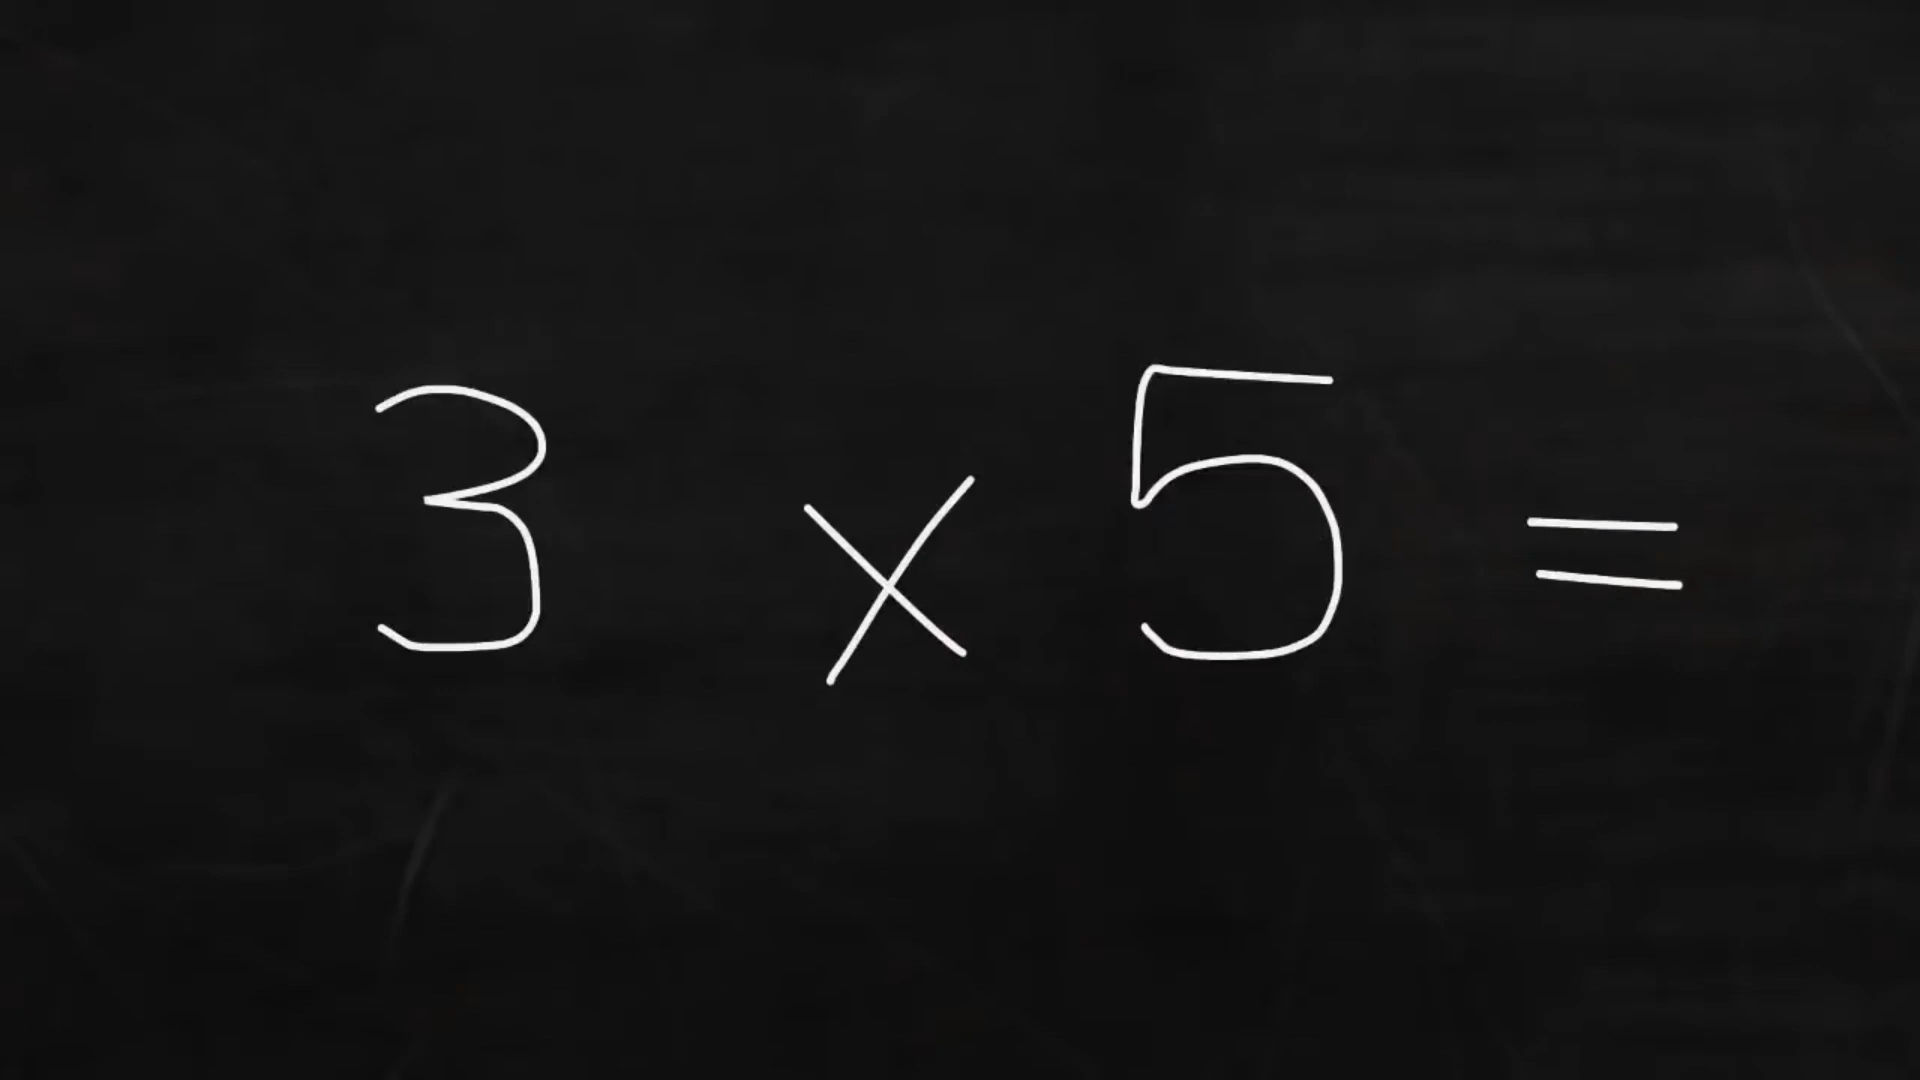 3 × 5 =